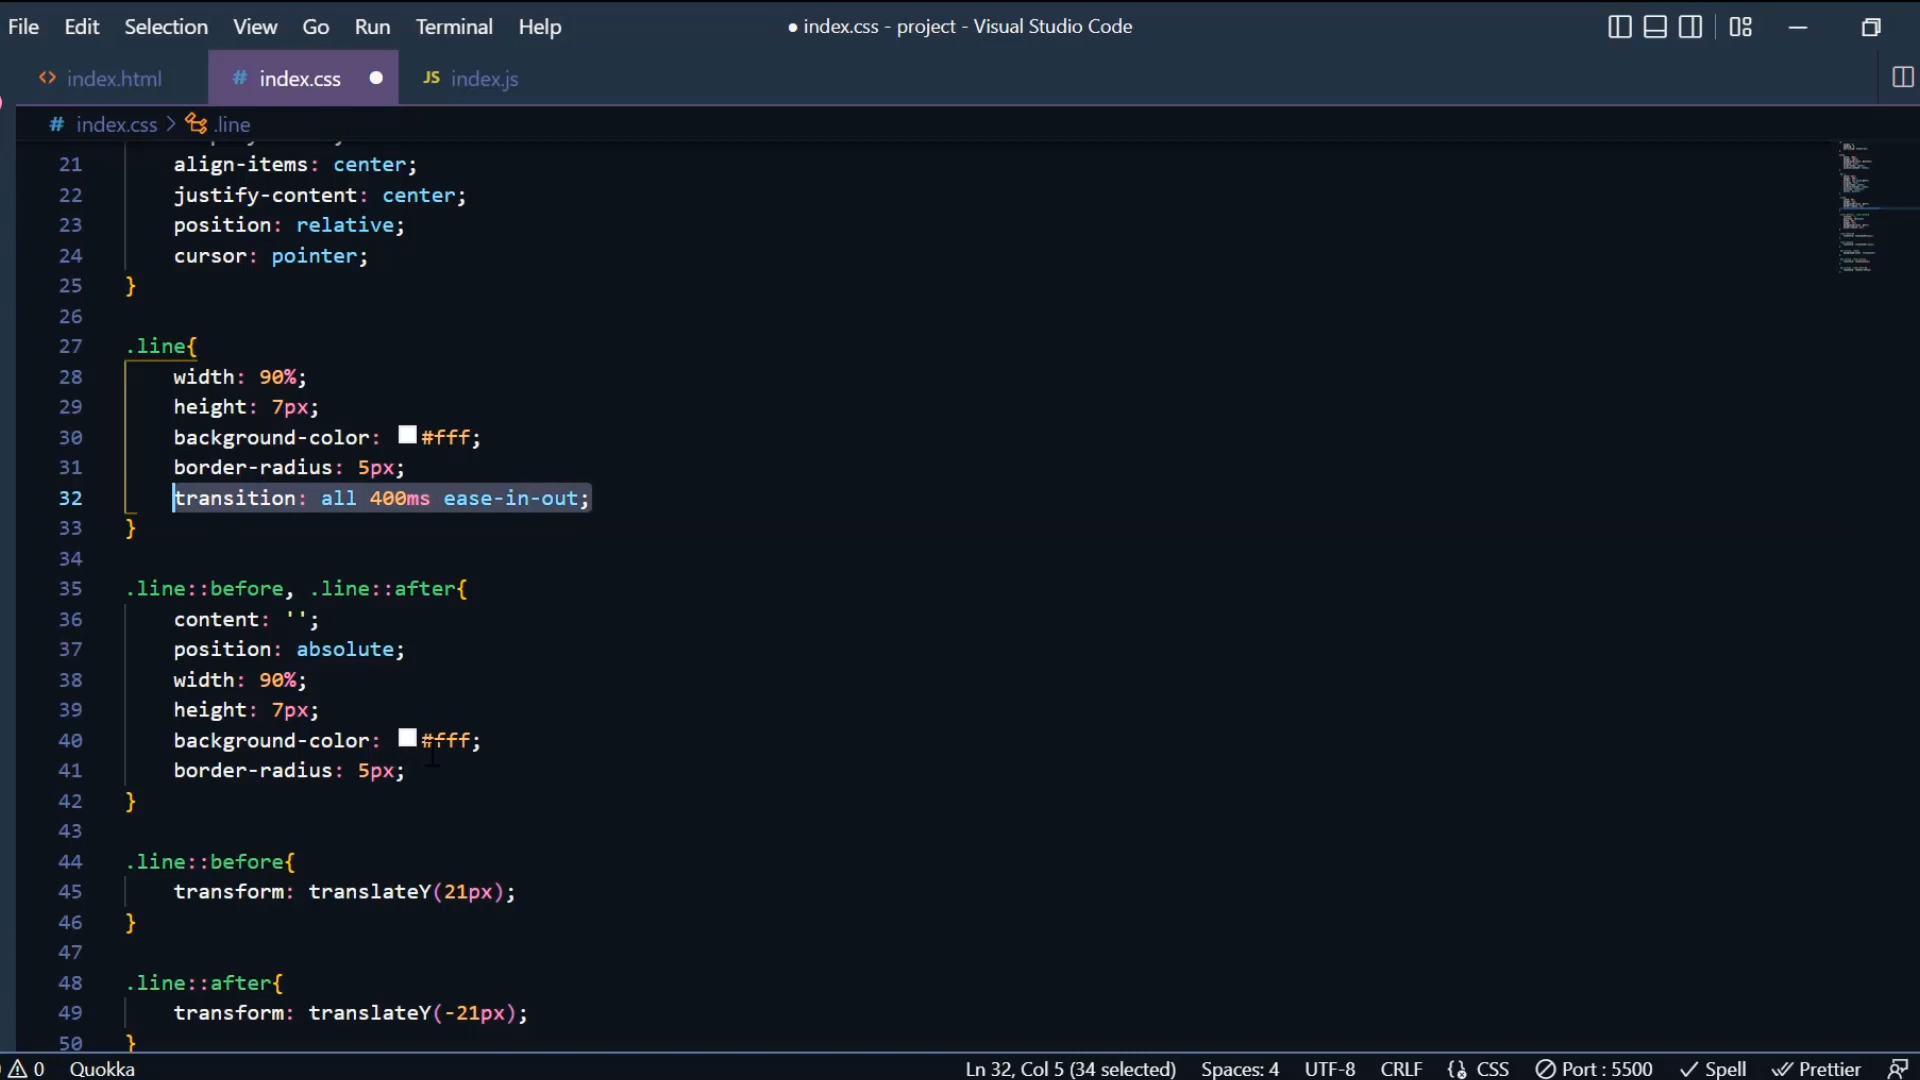 File Edit Selection View Go Run Terminal Help ● index.css - project - Visual Studio Code
<> index.html # index.css ● JS index.js
# index.css > .line
21 align-items: center;
22 justify-content: center;
23 position: relative;
24 cursor: pointer;
25 }
26
27 .line{
28 width: 90%;
29 height: 7px;
30 background-color: #fff;
31 border-radius: 5px;
32 transition: all 400ms ease-in-out;
33 }
34
35 .line::before, .line::after{
36 content: '';
37 position: absolute;
38 width: 90%;
39 height: 7px;
40 background-color: #fff;
41 border-radius: 5px;
42 }
43
44 .line::before{
45 transform: translateY(21px);
46 }
47
48 .line::after{
49 transform: translateY(-21px);
50 }
0 Quokka Ln 32, Col 5 (34 selected) Spaces: 4 UTF-8 CRLF CSS Port : 5500 Spell Prettier